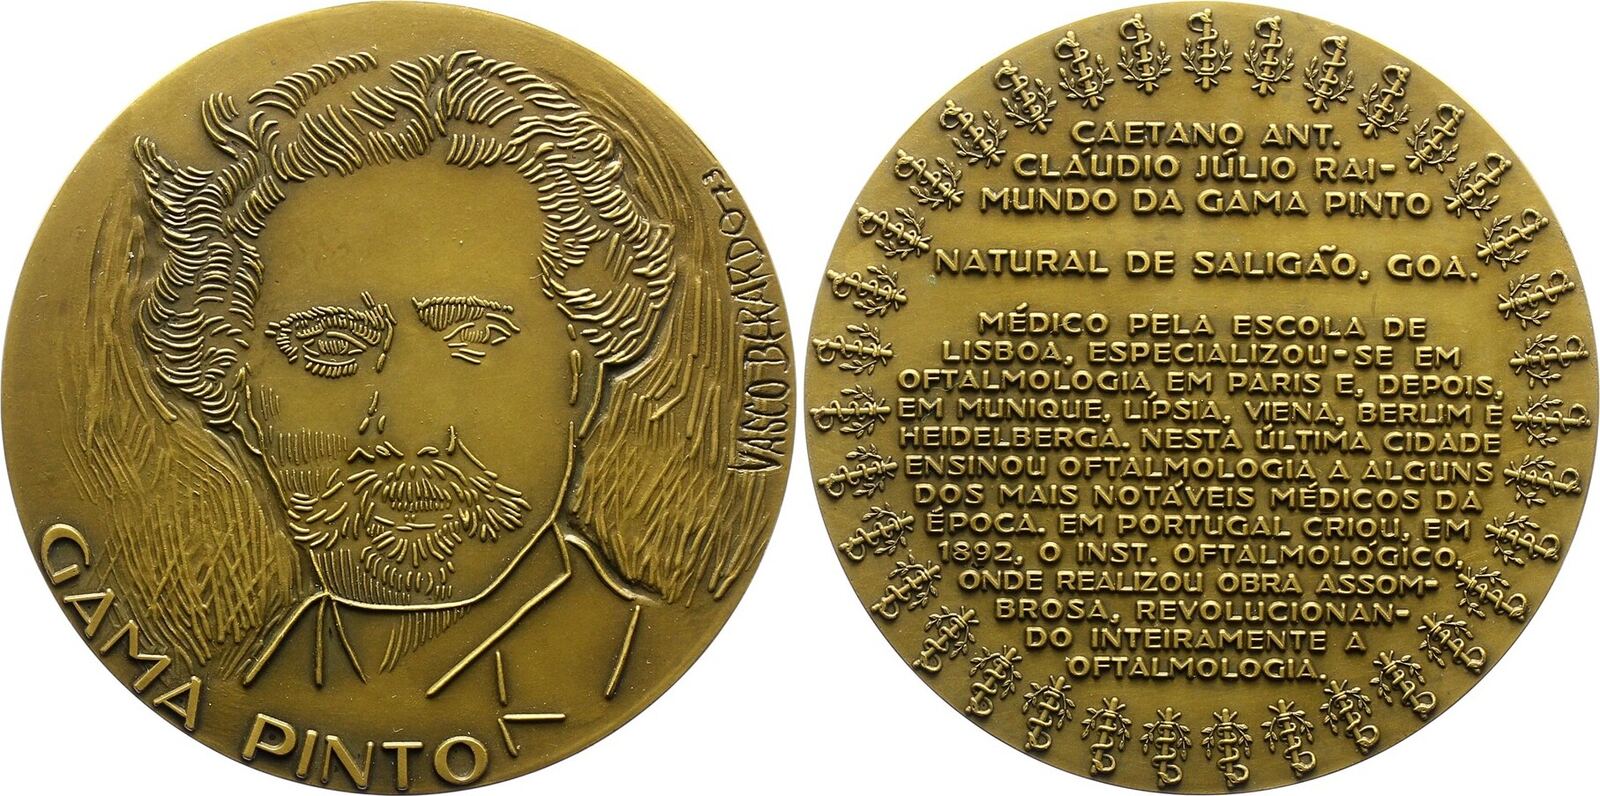 GAMA PINTO
VASCO BERARDO
CAETANO ANT.
CLÁUDIO JÚLIO RAI-
MUNDO DA GAMA PINTO
NATURAL DE SALIGÃO, GOA.
MÉDICO PELA ESCOLA DE
LISBOA, ESPECIALIZOU-SE EM
OFTALMOLOGIA EM PARIS E, DEPOIS,
EM MUNIQUE, LÍPSIA, VIENA, BERLIM E
HEIDELBERGA. NESTA ÚLTIMA CIDADE
ENSINOU OFTALMOLOGIA A ALGUNS
DOS MAIS NOTÁVEIS MÉDICOS DA
ÉPOCA. EM PORTUGAL CRIOU, EM
1892, O INST. OFTALMOLÓGICO,
ONDE REALIZOU OBRA ASSOM-
BROSA, REVOLUCIONAN-
DO INTEIRAMENTE A
OFTALMOLOGIA.